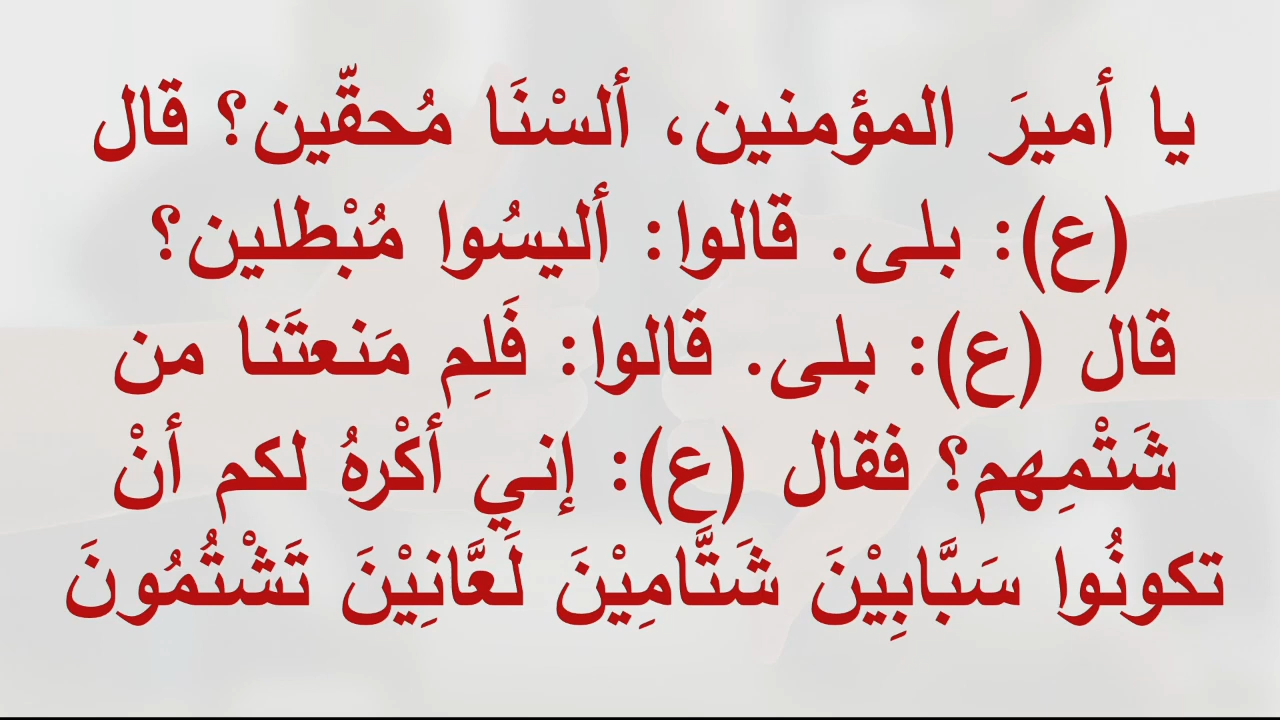 يا أميرَ المؤمنين، ألسْنَا مُحقّين؟ قال
(ع): بلى. قالوا: أليسُوا مُبْطلين؟
قال (ع): بلى. قالوا: فَلِم مَنعتَنا من
شَتْمِهم؟ فقال (ع): إني أكْرهُ لكم أنْ
تكونُوا سَبَّابِيْنَ شَتَّامِيْنَ لَعَّانِيْنَ تَشْتُمُونَ